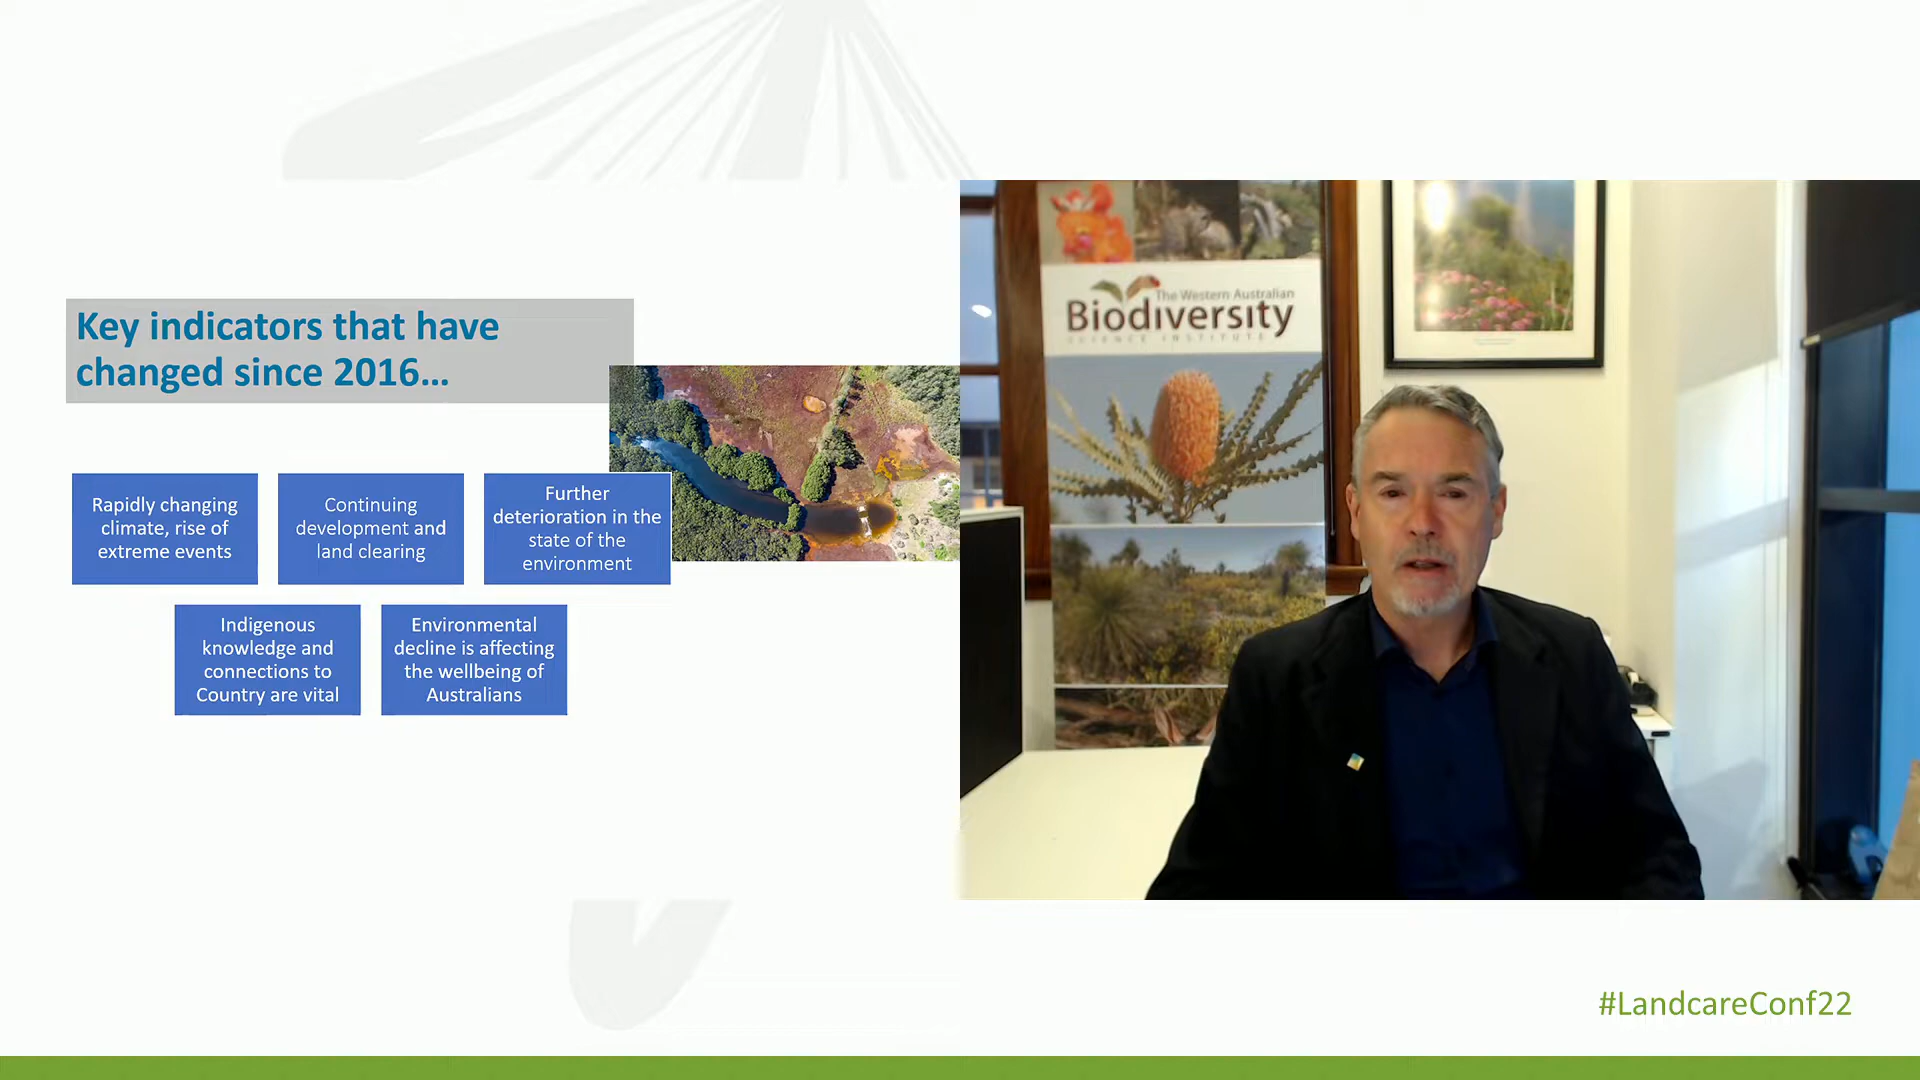 Key indicators that have
changed since 2016...
Rapidly changing
climate, rise of
extreme events
Continuing
development and
land clearing
Further
deterioration in the
state of the
environment
Indigenous
knowledge and
connections to
Country are vital
Environmental
decline is affecting
the wellbeing of
Australians
The Western Australian
Biodiversity
SCIENCE INSTITUTE
#LandcareConf22